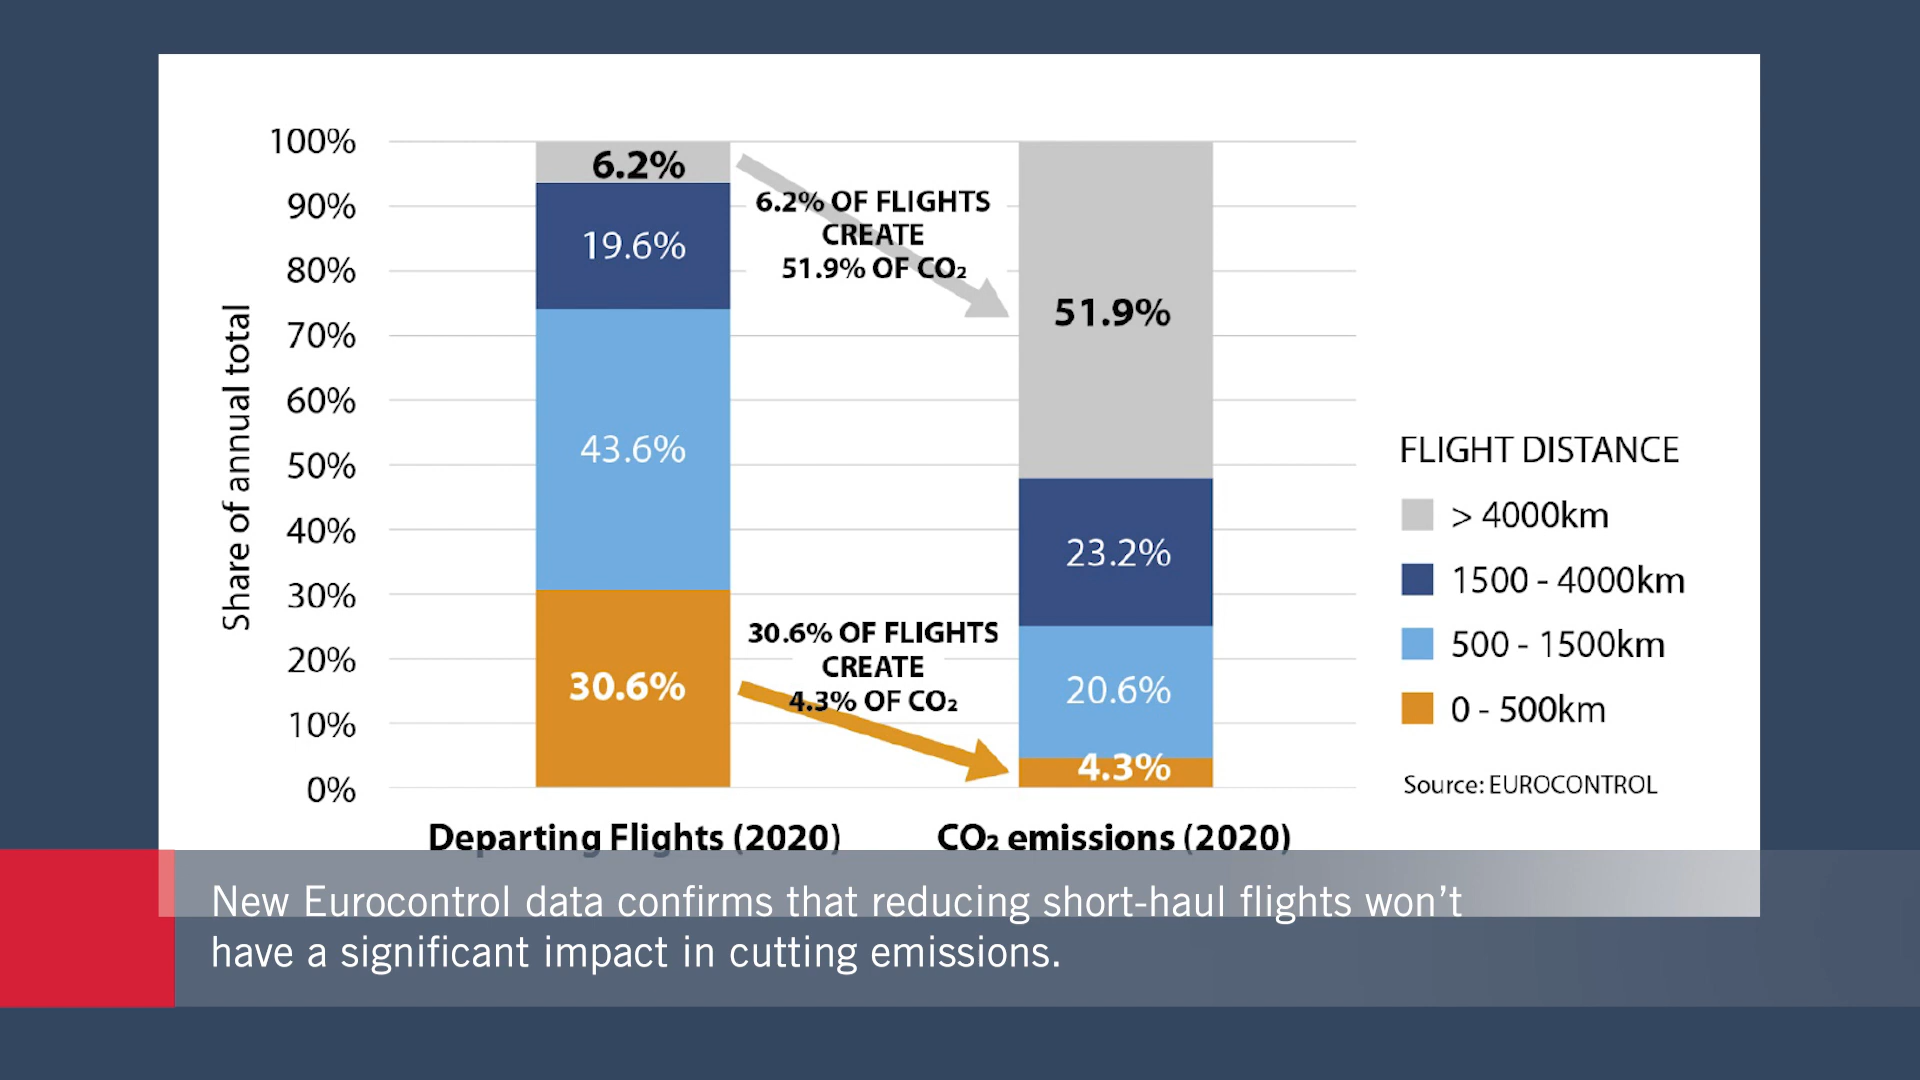 100%
90%
80%
70%
60%
50%
40%
30%
20%
10%
0%
Share of annual total
6.2%
19.6%
43.6%
30.6%
6.2% OF FLIGHTS
CREATE
51.9% OF CO₂
30.6% OF FLIGHTS
CREATE
4.3% OF CO₂
51.9%
23.2%
20.6%
4.3%
Departing Flights (2020)
CO₂ emissions (2020)
FLIGHT DISTANCE
> 4000km
1500 - 4000km
500 - 1500km
0 - 500km
Source: EUROCONTROL
New Eurocontrol data confirms that reducing short-haul flights won’t
have a significant impact in cutting emissions.